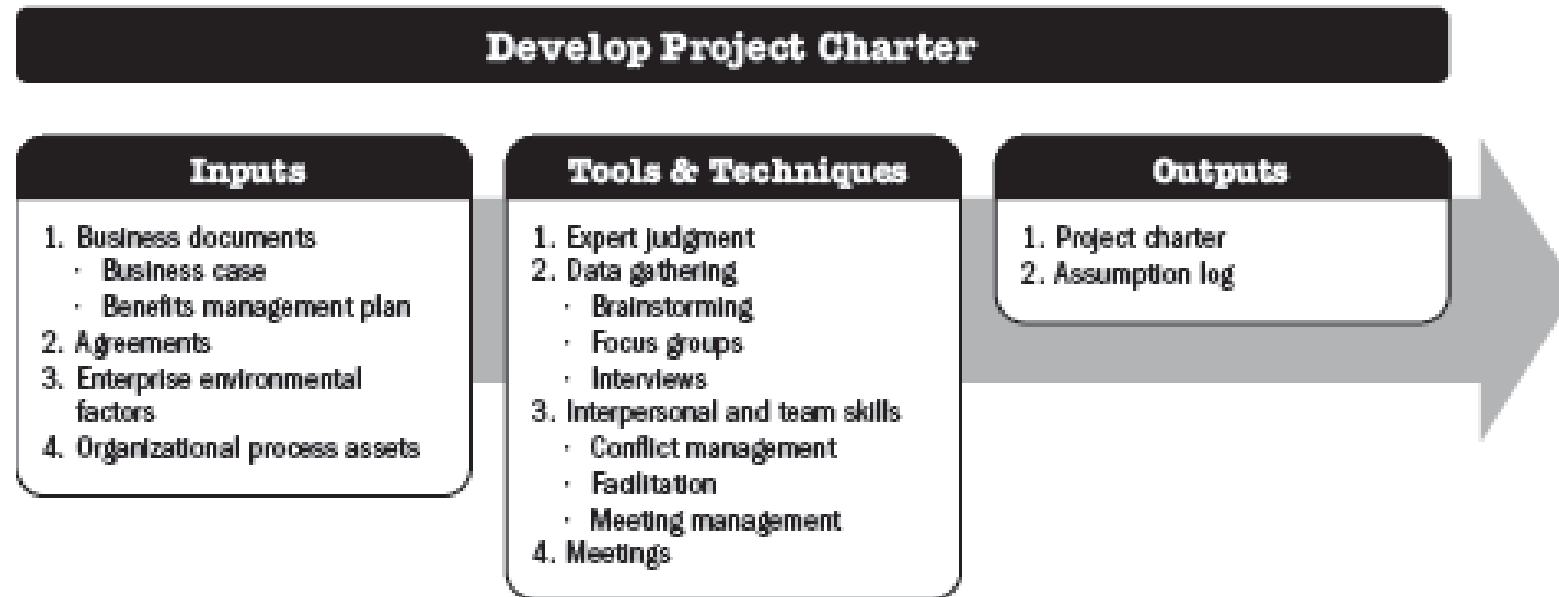 Develop Project Charter
Inputs
1. Business documents
· Business case
· Benefits management plan
2. Agreements
3. Enterprise environmental
factors
4. Organizational process assets
Tools & Techniques
1. Expert judgment
2. Data gathering
· Brainstorming
· Focus groups
· Interviews
3. Interpersonal and team skills
· Conflict management
· Facilitation
· Meeting management
4. Meetings
Outputs
1. Project charter
2. Assumption log